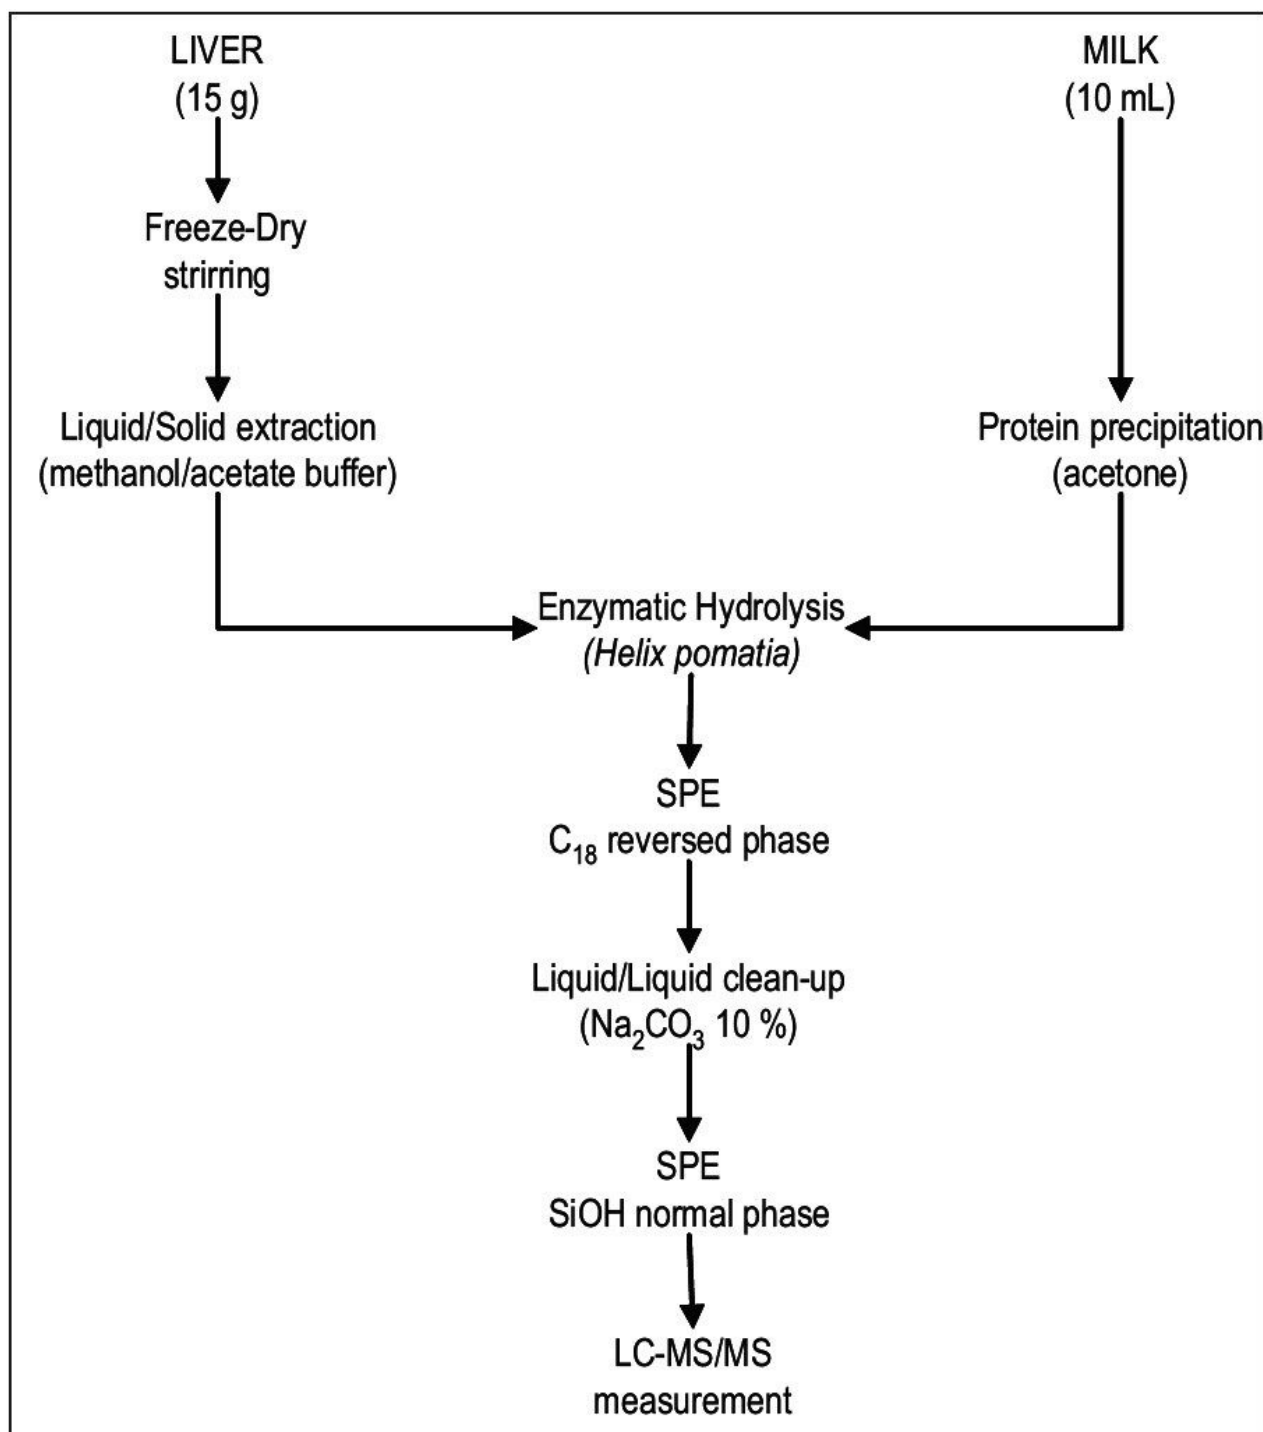 LIVER
(15 g)
MILK
(10 mL)
Freeze-Dry
strirring
Liquid/Solid extraction
(methanol/acetate buffer)
Protein precipitation
(acetone)
Enzymatic Hydrolysis
(Helix pomatia)
SPE
C₁₈ reversed phase
Liquid/Liquid clean-up
(Na₂CO₃ 10 %)
SPE
SiOH normal phase
LC-MS/MS
measurement